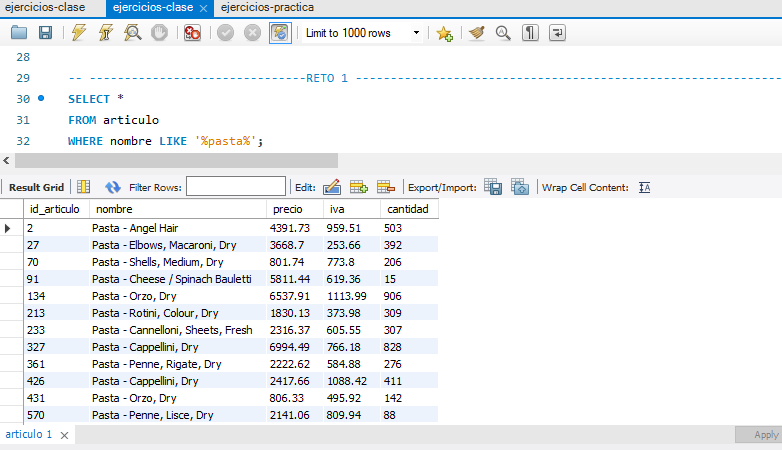 ejercicios-clase ejercicios-clase ejercicios-practica
Limit to 1000 rows
28
29 -- -------------------------------RETO 1 --------------------------------------------------------------
30 SELECT *
31 FROM articulo
32 WHERE nombre LIKE '%pasta%';
Result Grid Filter Rows: Edit: Export/Import: Wrap Cell Content:
id_articulo nombre precio iva cantidad
2 Pasta - Angel Hair 4391.73 959.51 503
27 Pasta - Elbows, Macaroni, Dry 3668.7 253.66 392
70 Pasta - Shells, Medium, Dry 801.74 773.8 206
91 Pasta - Cheese / Spinach Bauletti 5811.44 619.36 15
134 Pasta - Orzo, Dry 6537.91 1113.99 906
213 Pasta - Rotini, Colour, Dry 1830.13 373.98 309
233 Pasta - Cannelloni, Sheets, Fresh 2316.37 605.55 307
327 Pasta - Cappellini, Dry 6994.49 766.18 828
361 Pasta - Penne, Rigate, Dry 2222.62 584.88 276
426 Pasta - Cappellini, Dry 2417.66 1088.42 411
431 Pasta - Orzo, Dry 806.33 495.92 142
570 Pasta - Penne, Lisce, Dry 2141.06 809.94 88
articulo 1 Apply